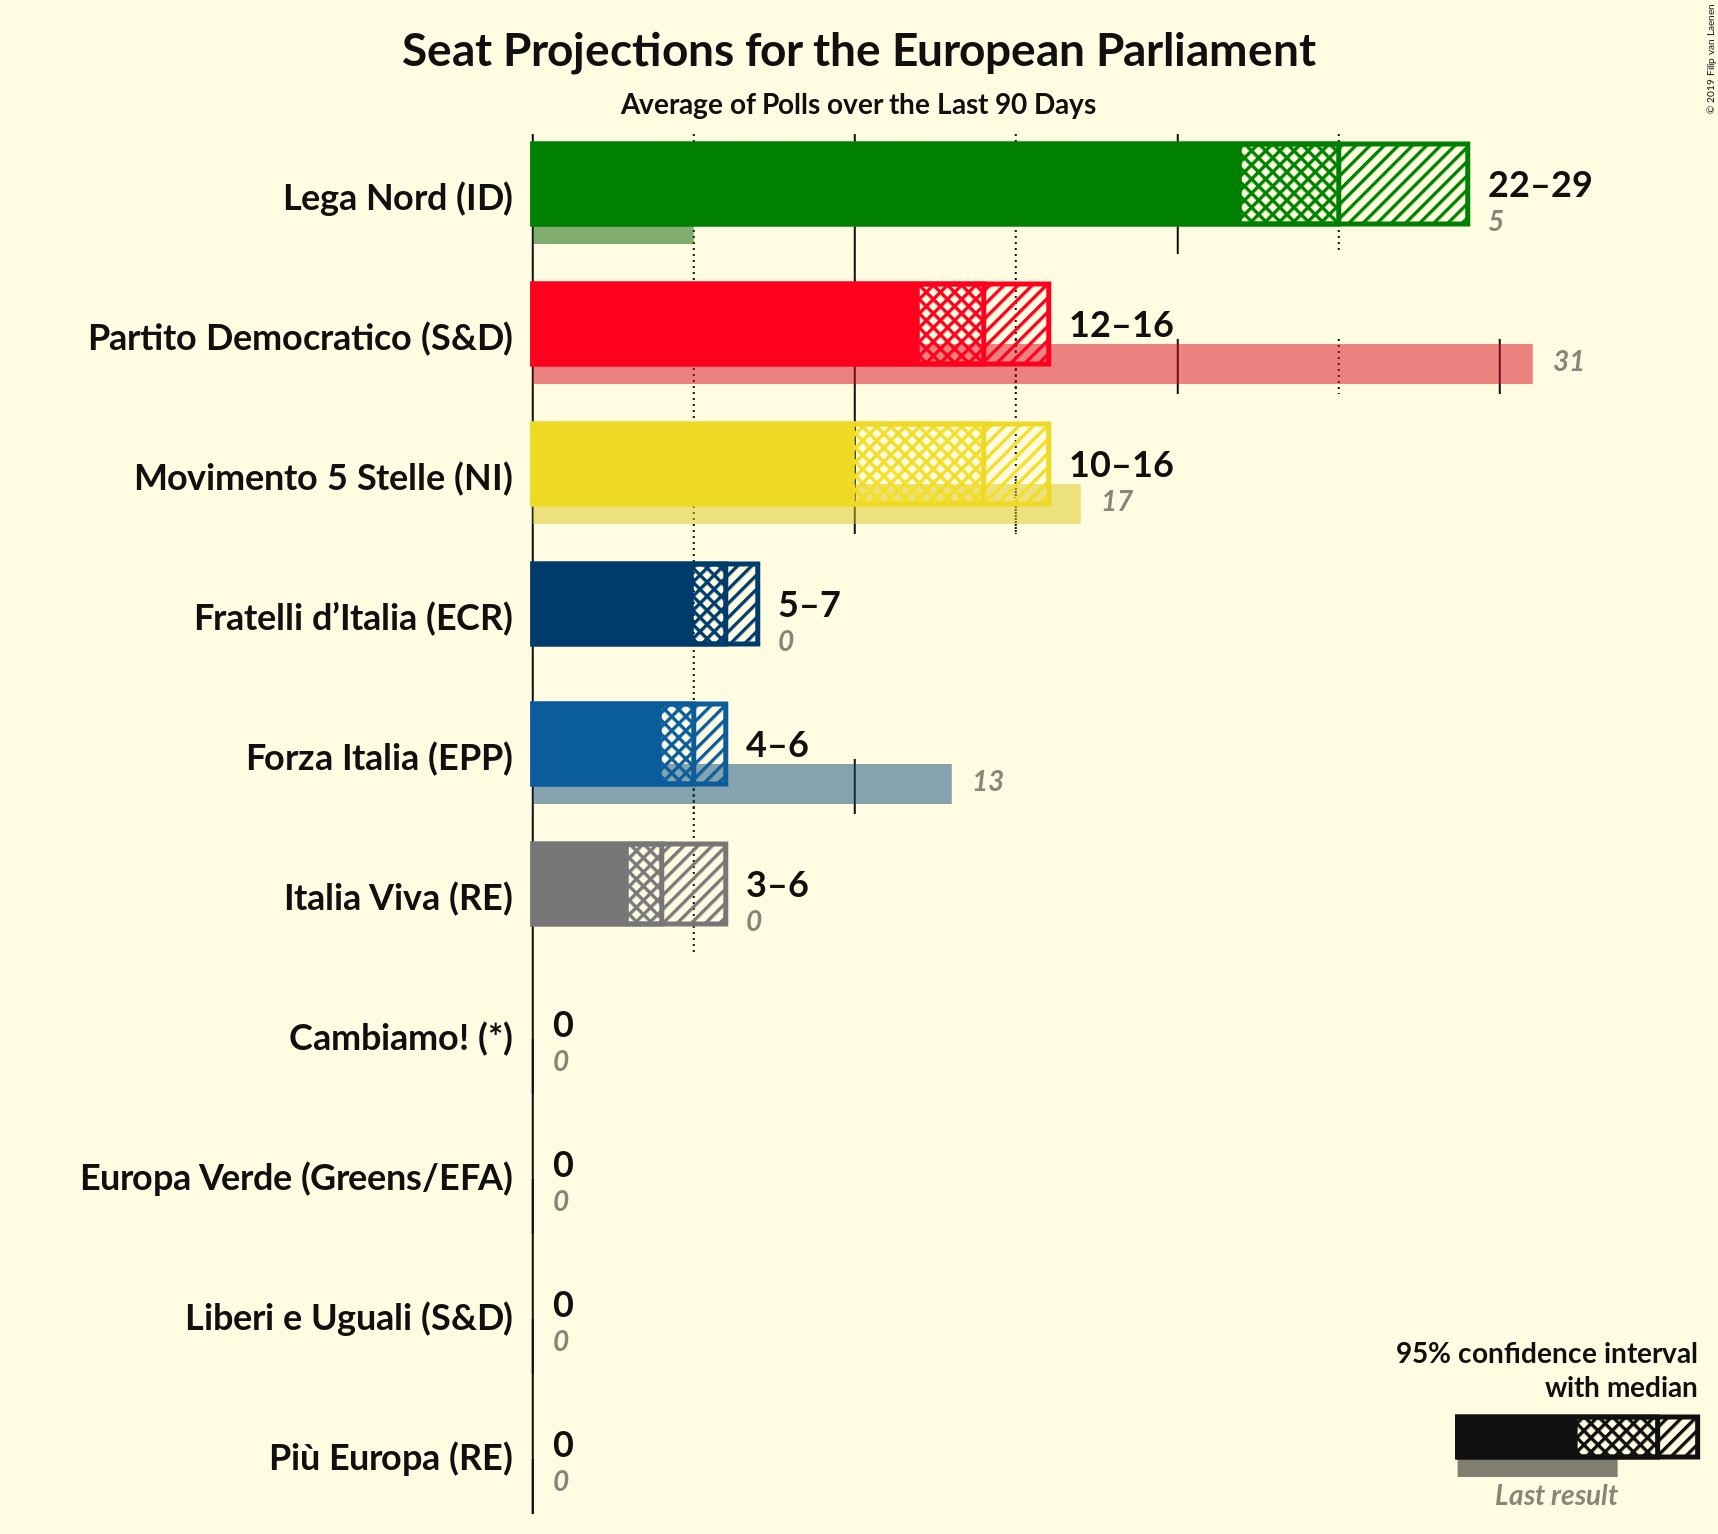 Seat Projections for the European Parliament
Average of Polls over the Last 90 Days
© 2019 Filip van Laenen
Lega Nord (ID)
22–29
5
Partito Democratico (S&D)
12–16
31
Movimento 5 Stelle (NI)
10–16
17
Fratelli d’Italia (ECR)
5–7
0
Forza Italia (EPP)
4–6
13
Italia Viva (RE)
3–6
0
Cambiamo! (*)
0
0
Europa Verde (Greens/EFA)
0
0
Liberi e Uguali (S&D)
0
0
Più Europa (RE)
0
0
95% confidence interval
with median
Last result